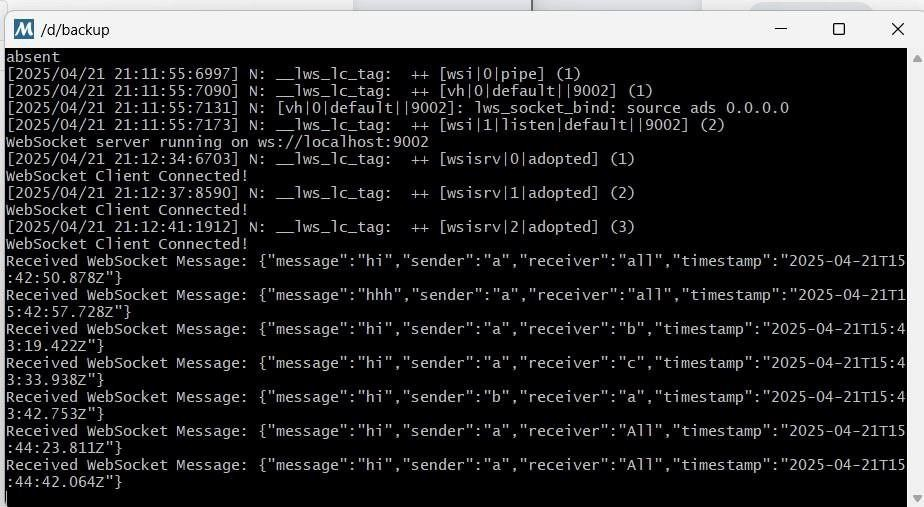 /d/backup
absent
[2025/04/21 21:11:55:6997] N: __lws_lc_tag:  ++ [wsi|0|pipe] (1)
[2025/04/21 21:11:55:7090] N: __lws_lc_tag:  ++ [vh|0|default||9002] (1)
[2025/04/21 21:11:55:7131] N: [vh|0|default||9002]: lws_socket_bind: source ads 0.0.0.0
[2025/04/21 21:11:55:7173] N: __lws_lc_tag:  ++ [wsi|1|listen|default||9002] (2)
WebSocket server running on ws://localhost:9002
[2025/04/21 21:12:34:6703] N: __lws_lc_tag:  ++ [wsisrv|0|adopted] (1)
WebSocket Client Connected!
[2025/04/21 21:12:37:8590] N: __lws_lc_tag:  ++ [wsisrv|1|adopted] (2)
WebSocket Client Connected!
[2025/04/21 21:12:41:1912] N: __lws_lc_tag:  ++ [wsisrv|2|adopted] (3)
WebSocket Client Connected!
Received WebSocket Message: {"message":"hi","sender":"a","receiver":"all","timestamp":"2025-04-21T15
:42:50.878Z"}
Received WebSocket Message: {"message":"hhh","sender":"a","receiver":"all","timestamp":"2025-04-21T1
5:42:57.728Z"}
Received WebSocket Message: {"message":"hi","sender":"a","receiver":"b","timestamp":"2025-04-21T15:4
3:19.422Z"}
Received WebSocket Message: {"message":"hi","sender":"a","receiver":"c","timestamp":"2025-04-21T15:4
3:33.938Z"}
Received WebSocket Message: {"message":"hi","sender":"b","receiver":"a","timestamp":"2025-04-21T15:4
3:42.753Z"}
Received WebSocket Message: {"message":"hi","sender":"a","receiver":"All","timestamp":"2025-04-21T15
:44:23.811Z"}
Received WebSocket Message: {"message":"hi","sender":"a","receiver":"All","timestamp":"2025-04-21T15
:44:42.064Z"}